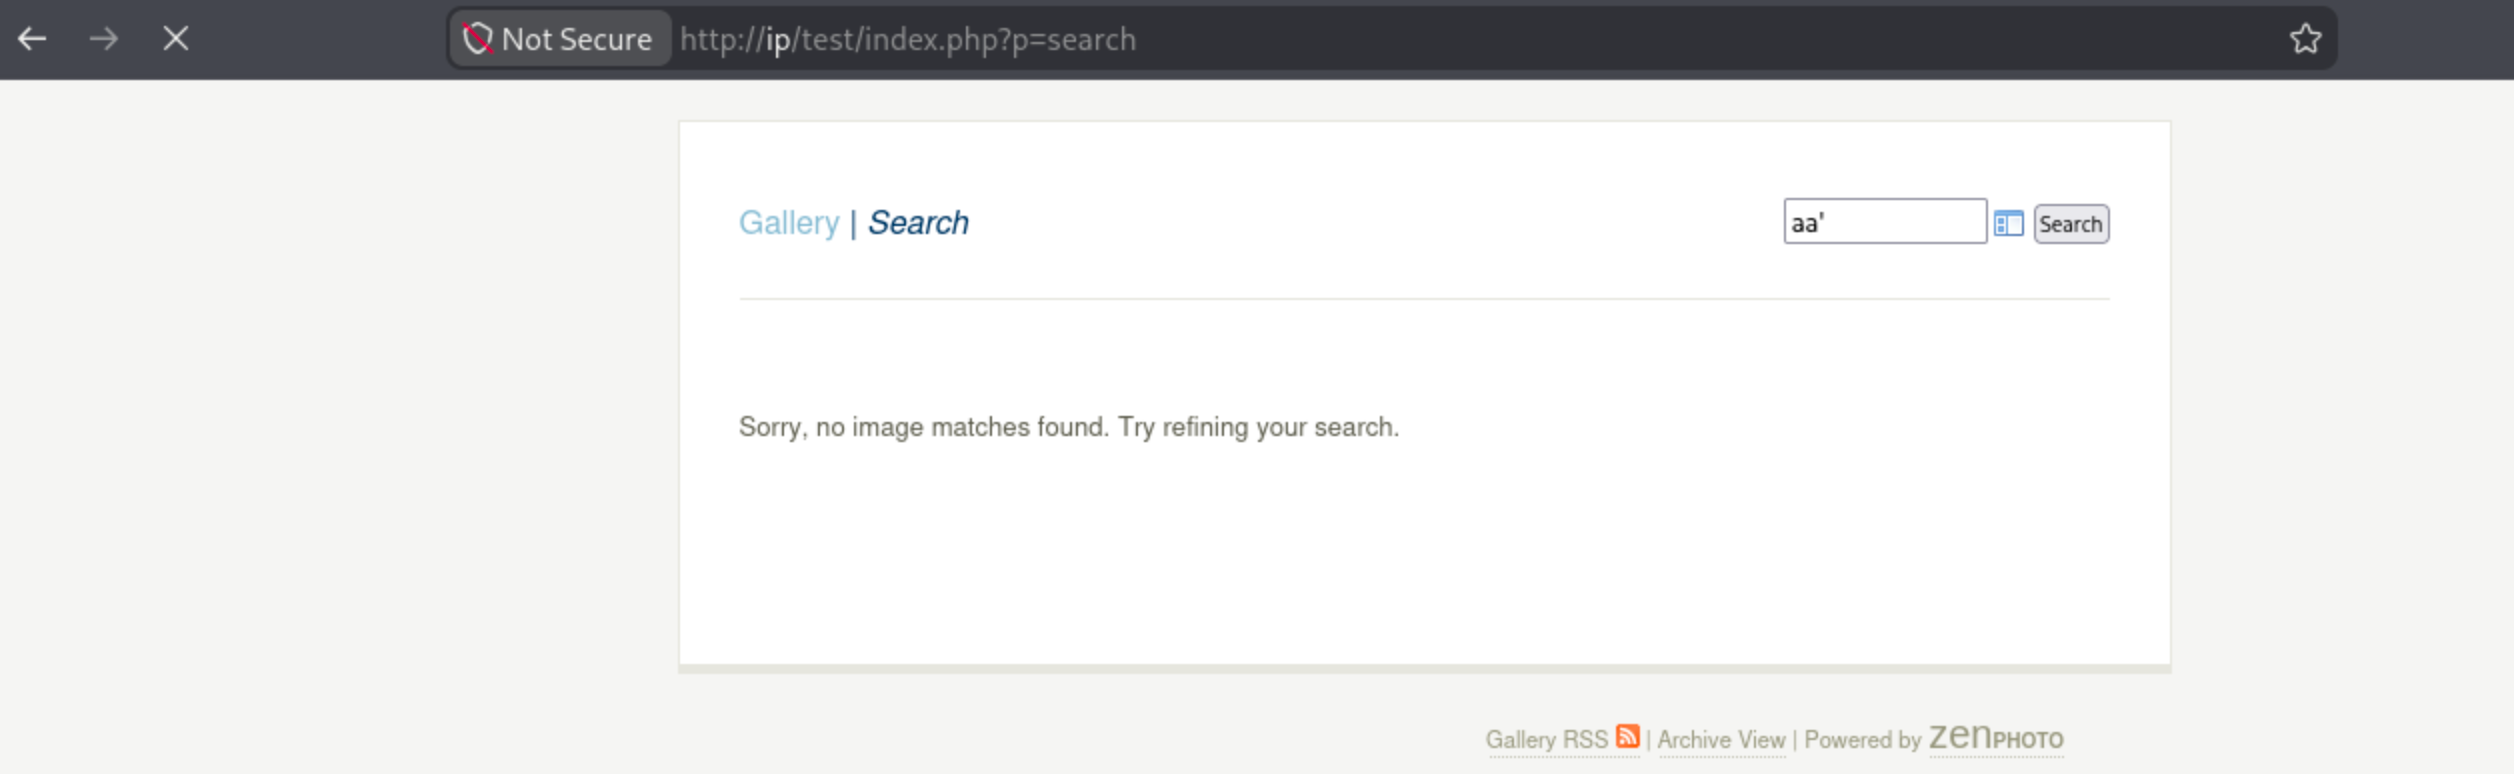 Not Secure http://ip/test/index.php?p=search
Gallery | Search aa' Search
Sorry, no image matches found. Try refining your search.
Gallery RSS | Archive View | Powered by zenPHOTO